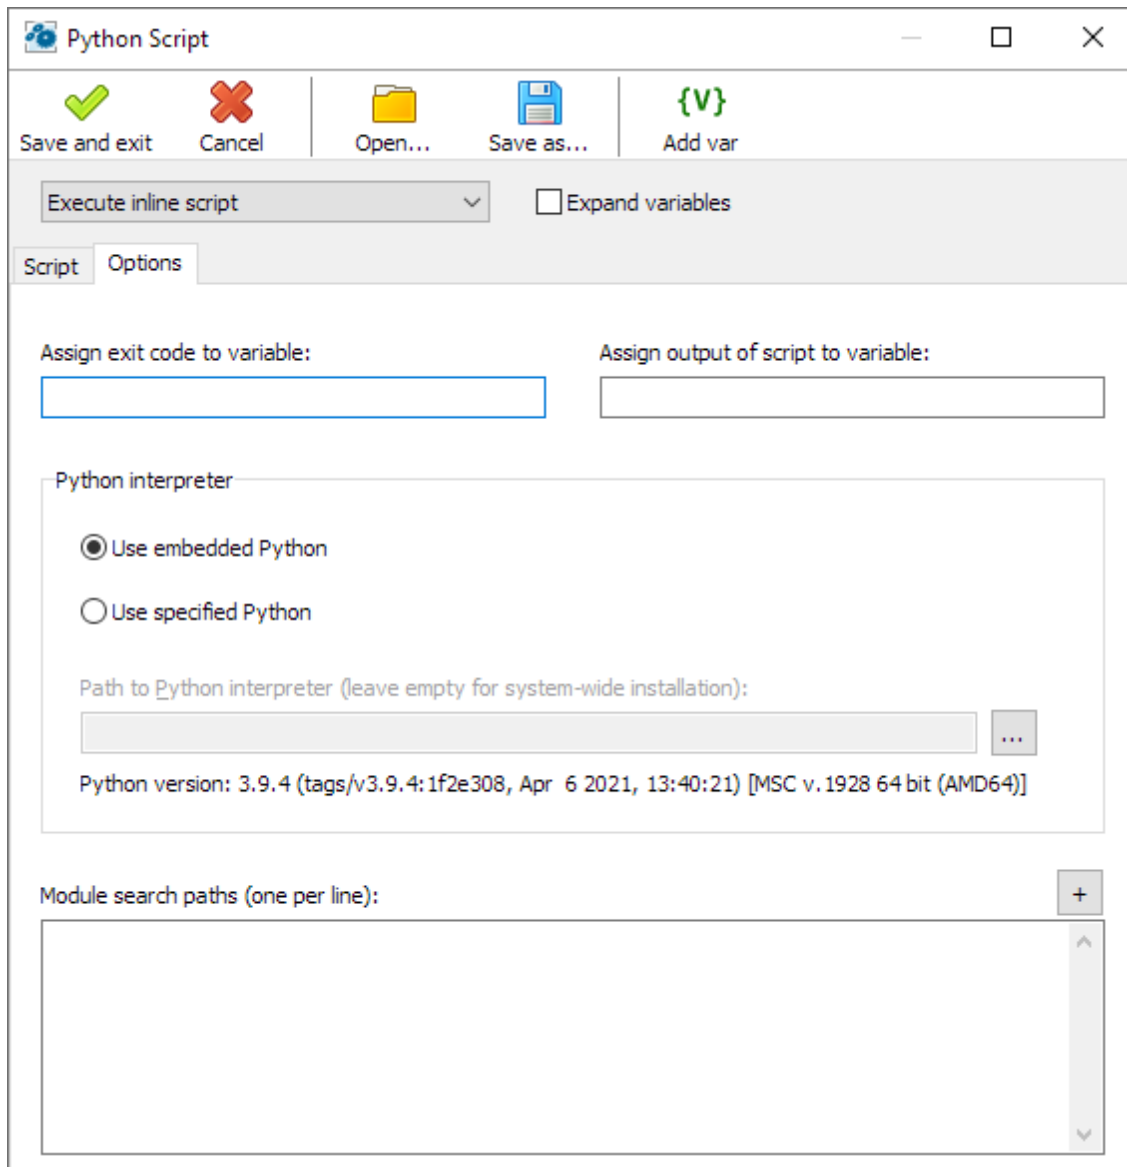 Python Script
{V}
Save and exit Cancel Open... Save as... Add var
Execute inline script Expand variables
Script Options
Assign exit code to variable: Assign output of script to variable:
Python interpreter
Use embedded Python
Use specified Python
Path to Python interpreter (leave empty for system-wide installation):
...
Python version: 3.9.4 (tags/v3.9.4:1f2e308, Apr  6 2021, 13:40:21) [MSC v.1928 64 bit (AMD64)]
Module search paths (one per line): +